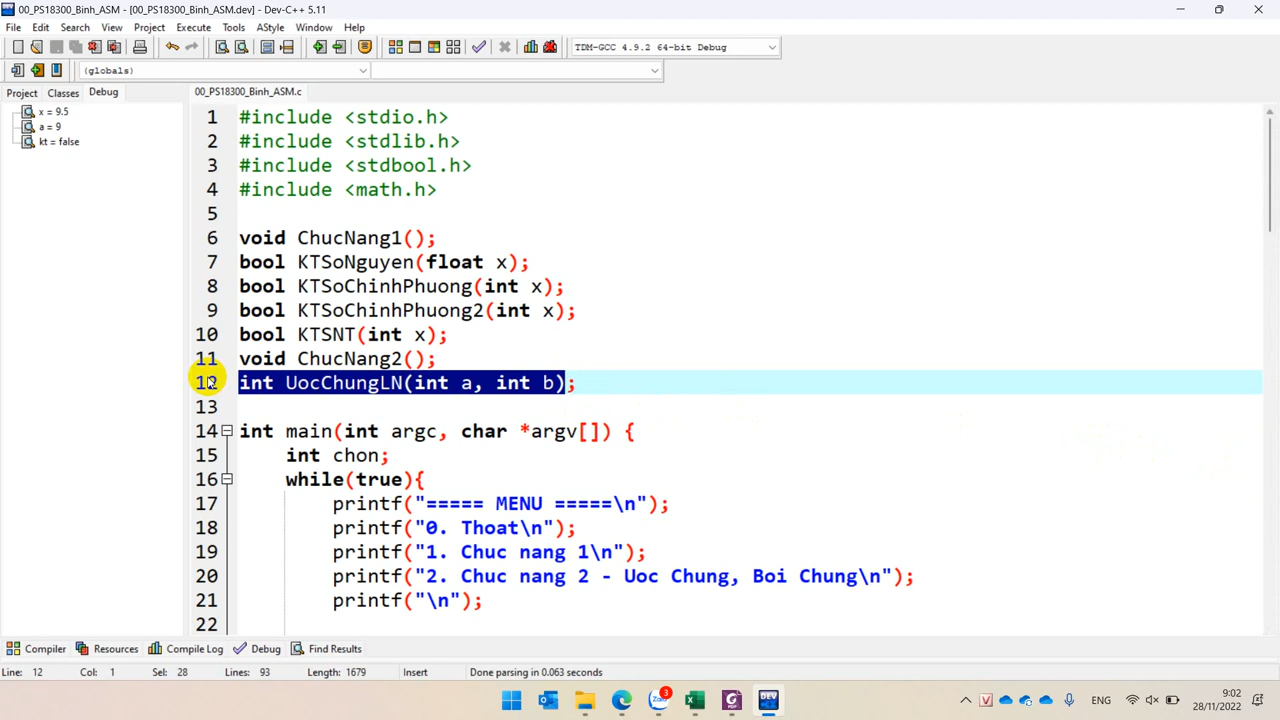 00_PS18300_Binh_ASM - [00_PS18300_Binh_ASM.dev] - Dev-C++ 5.11
File Edit Search View Project Execute Tools AStyle Window Help
TDM-GCC 4.9.2 64-bit Debug
(globals)
Project Classes Debug 00_PS18300_Binh_ASM.c
x = 9.5
a = 9
kt = false
1 #include <stdio.h>
2 #include <stdlib.h>
3 #include <stdbool.h>
4 #include <math.h>
5
6 void ChucNang1();
7 bool KTSoNguyen(float x);
8 bool KTSoChinhPhuong(int x);
9 bool KTSoChinhPhuong2(int x);
10 bool KTSNT(int x);
11 void ChucNang2();
12 int UocChungLN(int a, int b);
13
14 int main(int argc, char *argv[]) {
15 int chon;
16 while(true){
17 printf("===== MENU =====\n");
18 printf("0. Thoat\n");
19 printf("1. Chuc nang 1\n");
20 printf("2. Chuc nang 2 - Uoc Chung, Boi Chung\n");
21 printf("\n");
22
Compiler Resources Compile Log Debug Find Results
Line: 12 Col: 1 Sel: 28 Lines: 93 Length: 1679 Insert Done parsing in 0.063 seconds
3 DEV ENG 9:02
28/11/2022